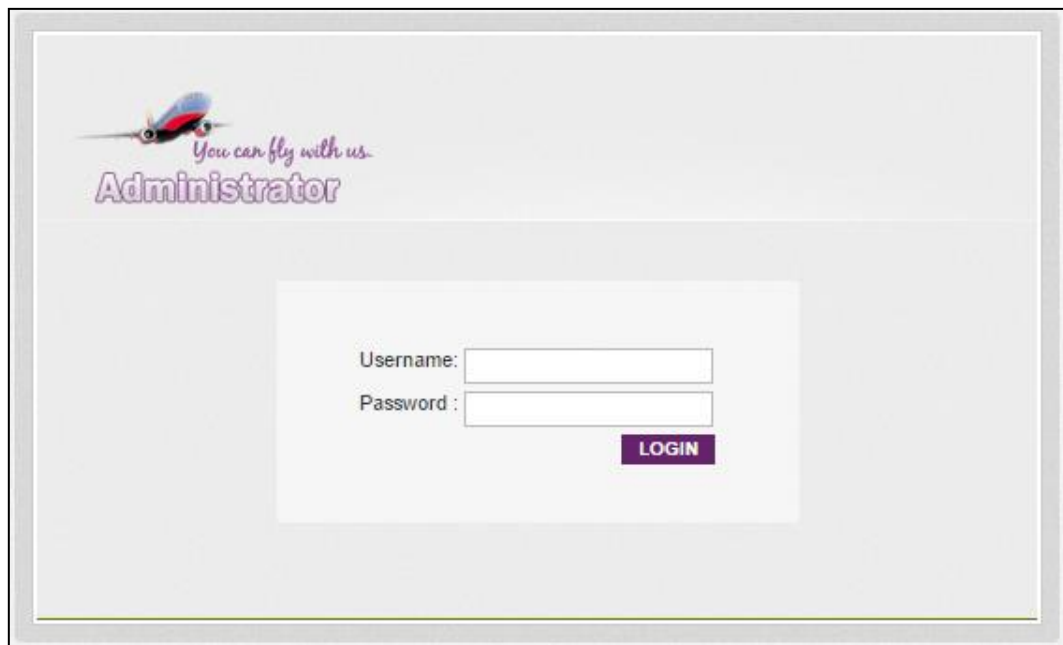 You can fly with us.
Administrator
Username:
Password :
LOGIN